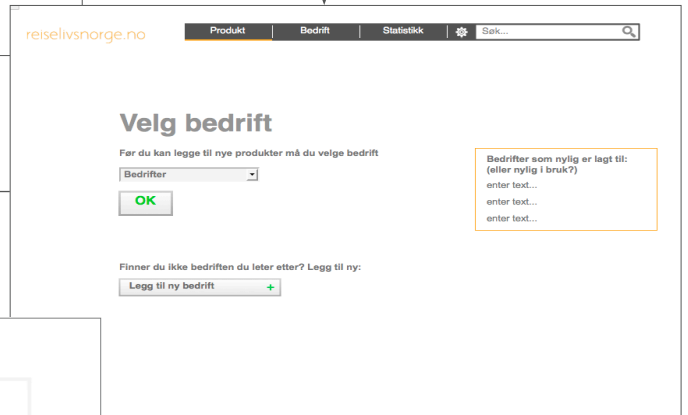 reiselivsnorge.no
Produkt Bedrift Statistikk Søk...
Velg bedrift
Før du kan legge til nye produkter må du velge bedrift
Bedrifter
OK
Bedrifter som nylig er lagt til:
(eller nylig i bruk?)
enter text...
enter text...
enter text...
Finner du ikke bedriften du leter etter? Legg til ny:
Legg til ny bedrift +